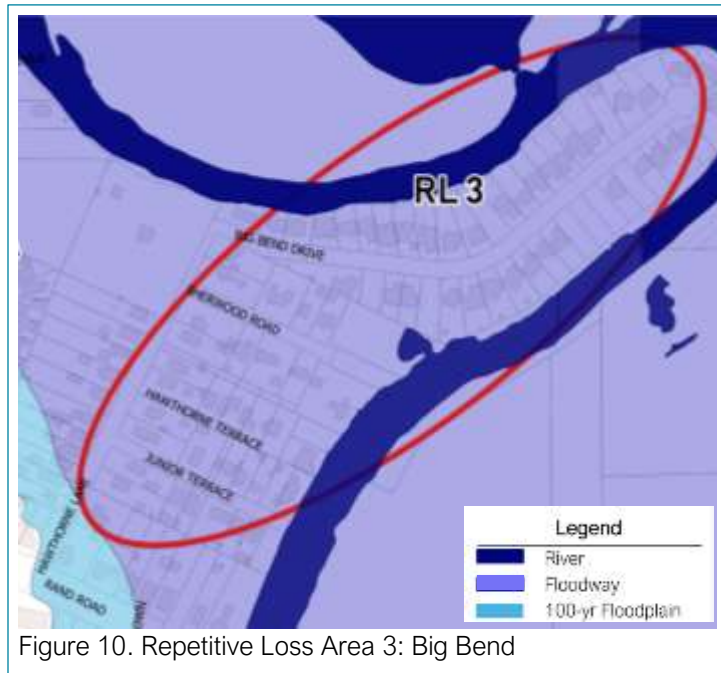 RL 3
BIG BEND DRIVE
SHERWOOD ROAD
HAWTHORNE TERRACE
JUNIOR TERRACE
HAWTHORNE LANE
RAND ROAD
Legend
River
Floodway
100-yr Floodplain
Figure 10. Repetitive Loss Area 3: Big Bend